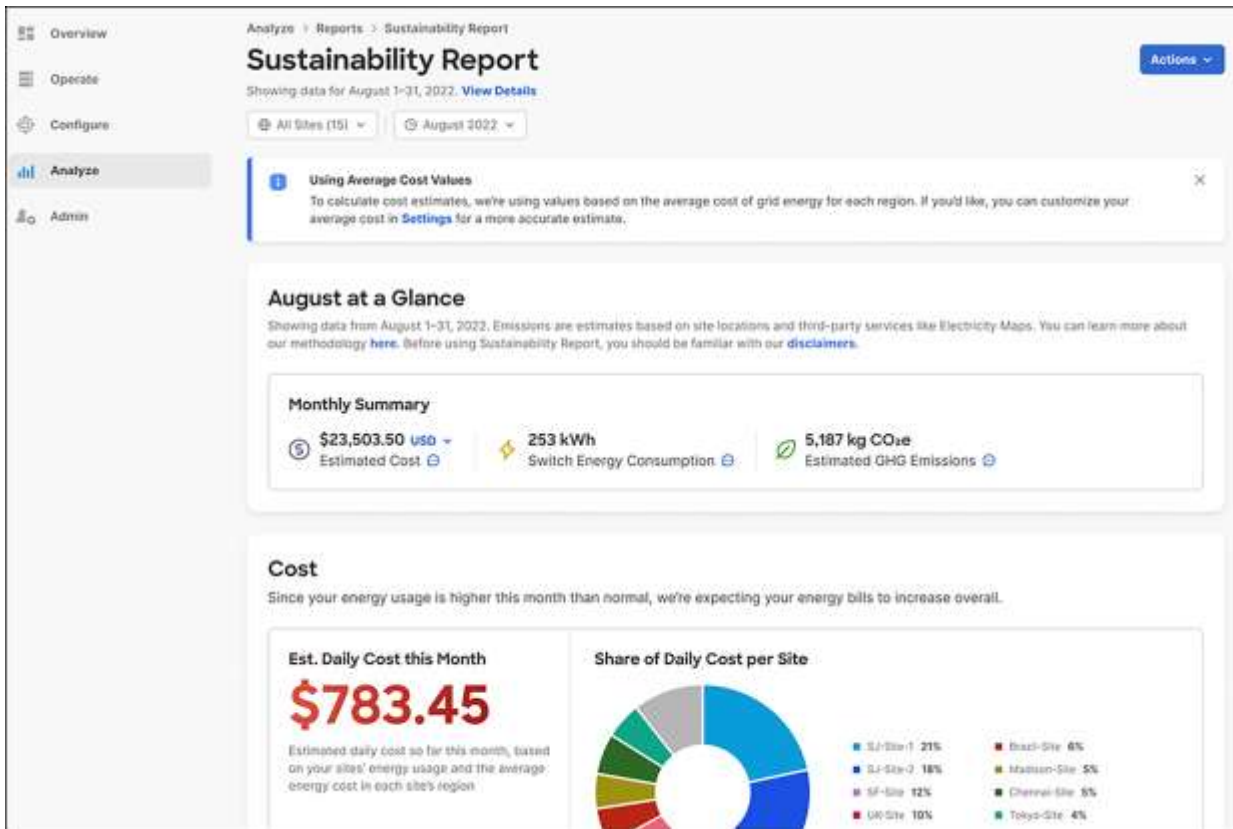 Overview
Operate
Configure
Analyze
Admin
Analyze > Reports > Sustainability Report
Sustainability Report
Actions
Showing data for August 1-31, 2022. View Details
All Sites (15)
August 2022
Using Average Cost Values
To calculate cost estimates, we're using values based on the average cost of grid energy for each region. If you'd like, you can customize your
average cost in Settings for a more accurate estimate.
August at a Glance
Showing data from August 1-31, 2022. Emissions are estimates based on site locations and third-party services like Electricity Maps. You can learn more about
our methodology here. Before using Sustainability Report, you should be familiar with our disclaimers.
Monthly Summary
$23,503.50 USD
Estimated Cost
253 kWh
Switch Energy Consumption
5,187 kg CO₂e
Estimated GHG Emissions
Cost
Since your energy usage is higher this month than normal, we're expecting your energy bills to increase overall.
Est. Daily Cost this Month
$783.45
Estimated daily cost so far this month, based
on your sites' energy usage and the average
energy cost in each site's region
Share of Daily Cost per Site
SJ-Site-1 21%
SJ-Site-2 18%
SF-Site 12%
UK-Site 10%
Brazil-Site 6%
Madison-Site 5%
Chennai-Site 5%
Tokyo-Site 4%